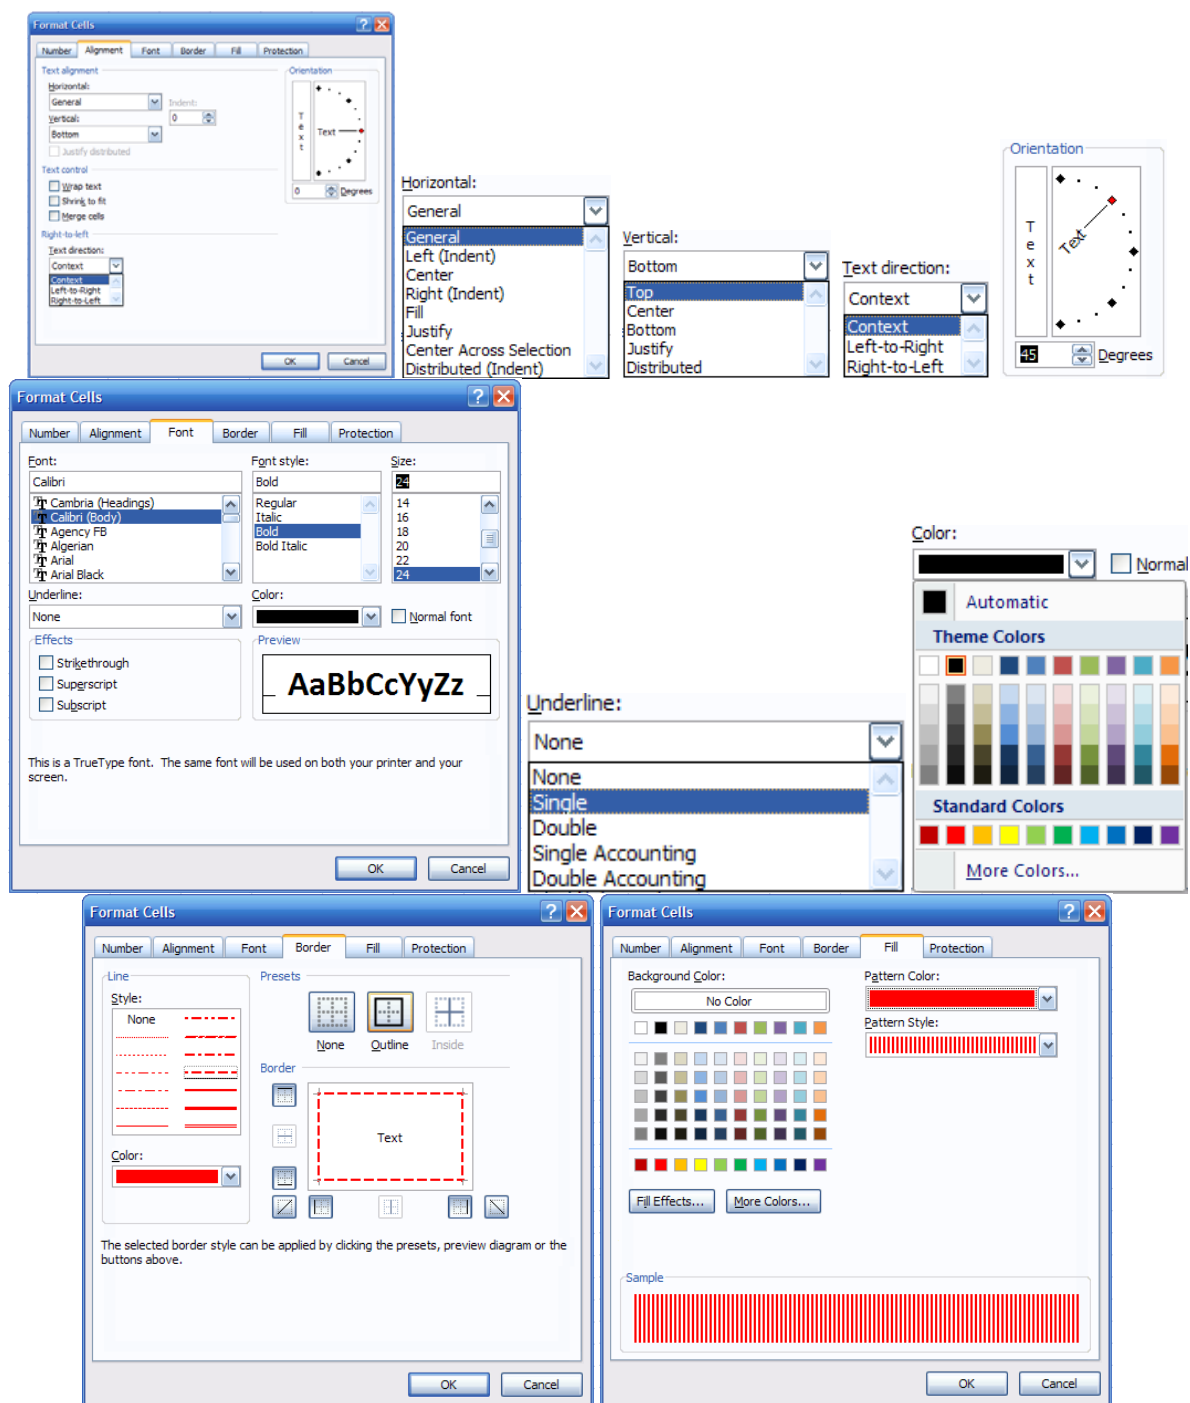 Format Cells
Number Alignment Font Border Fill Protection
Text alignment
Horizontal:
General
Indent:
0
Vertical:
Bottom
Justify distributed
Text control
Wrap text
Shrink to fit
Merge cells
Right-to-left
Text direction:
Context
Context
Left-to-Right
Right-to-Left
Orientation
Text
Text
0 Degrees
OK Cancel
Horizontal:
General
General
Left (Indent)
Center
Right (Indent)
Fill
Justify
Center Across Selection
Distributed (Indent)
Vertical:
Bottom
Top
Center
Bottom
Justify
Distributed
Text direction:
Context
Context
Left-to-Right
Right-to-Left
Orientation
Text
Text
45 Degrees
Format Cells
Number Alignment Font Border Fill Protection
Font:
Calibri
Cambria (Headings)
Calibri (Body)
Agency FB
Algerian
Arial
Arial Black
Font style:
Bold
Regular
Italic
Bold
Bold Italic
Size:
24
14
16
18
20
22
24
Underline:
None
Color:
Normal font
Effects
Strikethrough
Superscript
Subscript
Preview
AaBbCcYyZz
This is a TrueType font. The same font will be used on both your printer and your
screen.
OK Cancel
Underline:
None
None
Single
Double
Single Accounting
Double Accounting
Color:
Normal
Automatic
Theme Colors
Standard Colors
More Colors...
Format Cells
Number Alignment Font Border Fill Protection
Line
Style:
None
Color:
Presets
None Outline Inside
Border
Text
The selected border style can be applied by clicking the presets, preview diagram or the
buttons above.
OK Cancel
Format Cells
Number Alignment Font Border Fill Protection
Background Color:
No Color
Fill Effects... More Colors...
Pattern Color:
Pattern Style:
Sample
OK Cancel